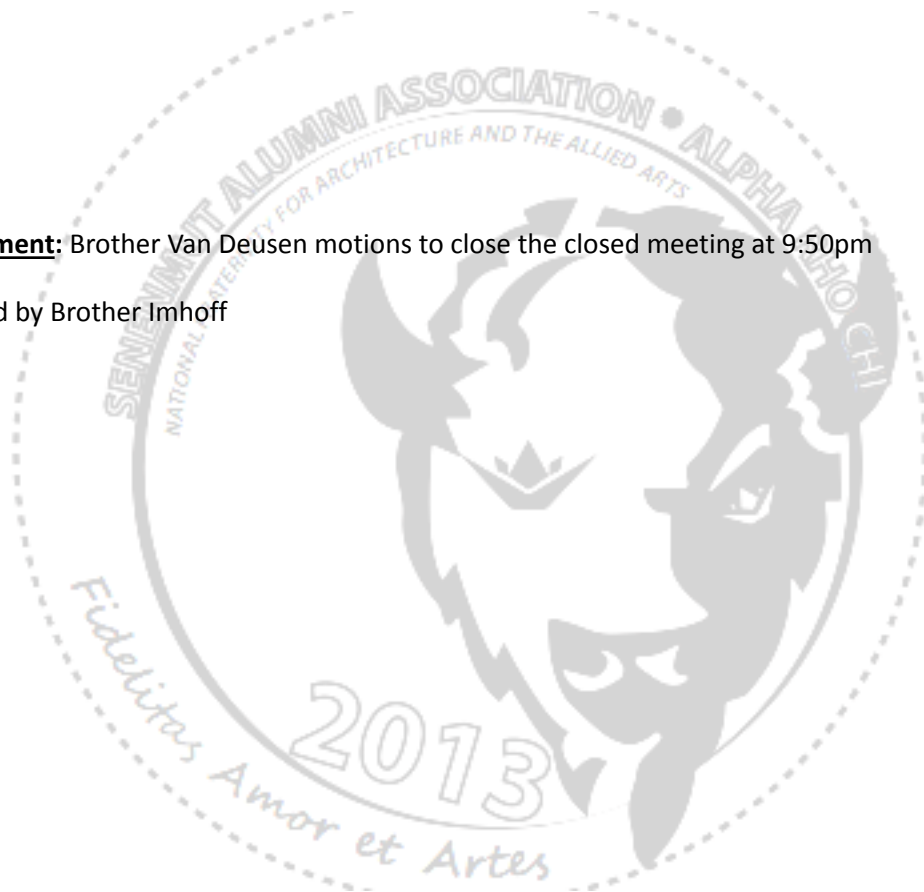 SENENMUT ALUMNI ASSOCIATION • ALPHA RHO CHI
NATIONAL FRATERNITY FOR ARCHITECTURE AND THE ALLIED ARTS
ment: Brother Van Deusen motions to close the closed meeting at 9:50pm
d by Brother Imhoff
2013
Fidelitas Amor et Artes